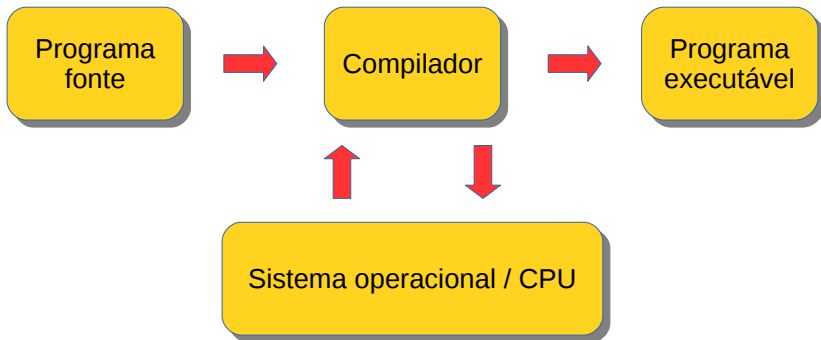 Programa
fonte
Compilador
Programa
executável
Sistema operacional / CPU